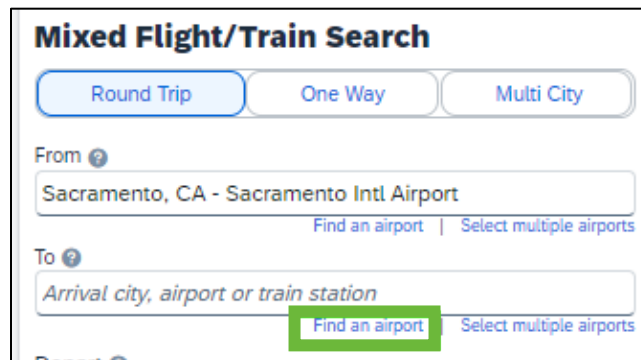 Mixed Flight/Train Search
Round Trip One Way Multi City
From ?
Sacramento, CA - Sacramento Intl Airport
Find an airport | Select multiple airports
To ?
Arrival city, airport or train station
Find an airport | Select multiple airports